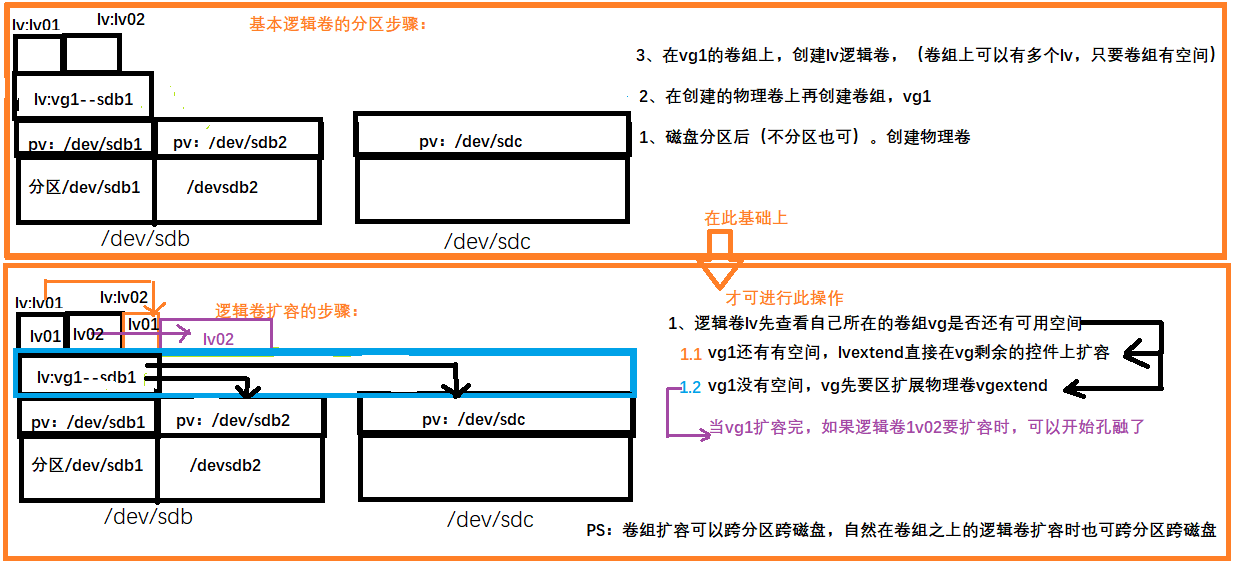 lv:lv01
lv:lv02
基本逻辑卷的分区步骤：
3、在vg1的卷组上，创建lv逻辑卷，（卷组上可以有多个lv，只要卷组有空间）
lv:vg1--sdb1
2、在创建的物理卷上再创建卷组，vg1
pv：/dev/sdb1
pv：/dev/sdb2
pv：/dev/sdc
1、磁盘分区后（不分区也可）。创建物理卷
分区/dev/sdb1
/devsdb2
/dev/sdb
/dev/sdc
在此基础上
才可进行此操作
lv:lv01
lv:lv02
逻辑卷扩容的步骤：
lv01
lv02
lv01
lv02
1、逻辑卷lv先查看自己所在的卷组vg是否还有可用空间
1.1 vg1还有有空间，lvextend直接在vg剩余的控件上扩容
lv:vg1--sdb1
1.2 vg1没有空间，vg先要区扩展物理卷vgextend
pv：/dev/sdb1
pv：/dev/sdb2
pv：/dev/sdc
当vg1扩容完，如果逻辑卷1v02要扩容时，可以开始孔融了
分区/dev/sdb1
/devsdb2
/dev/sdb
/dev/sdc
PS：卷组扩容可以跨分区跨磁盘，自然在卷组之上的逻辑卷扩容时也可跨分区跨磁盘